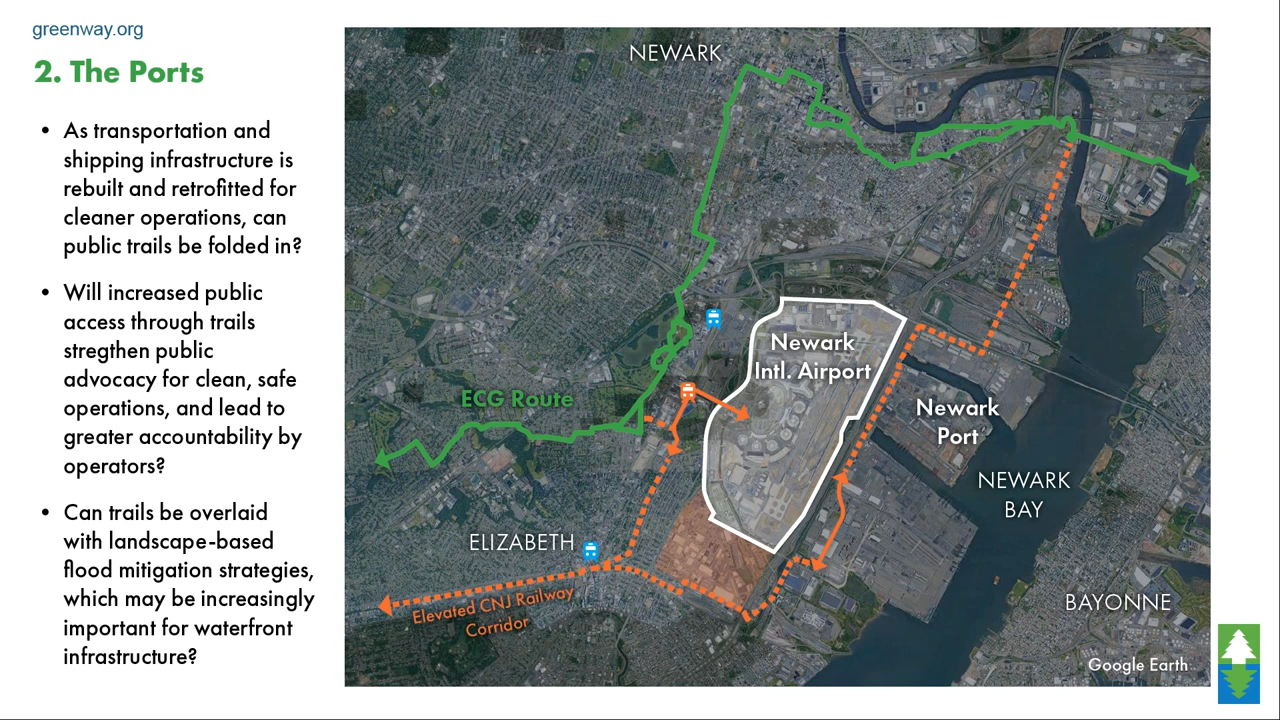 greenway.org
2. The Ports
• As transportation and
shipping infrastructure is
rebuilt and retrofitted for
cleaner operations, can
public trails be folded in?
• Will increased public
access through trails
stregthen public
advocacy for clean, safe
operations, and lead to
greater accountability by
operators?
• Can trails be overlaid
with landscape-based
flood mitigation strategies,
which may be increasingly
important for waterfront
infrastructure?
NEWARK
Newark
Intl. Airport
ECG Route
Newark
Port
NEWARK
BAY
ELIZABETH
Elevated CNJ Railway
Corridor
BAYONNE
Google Earth